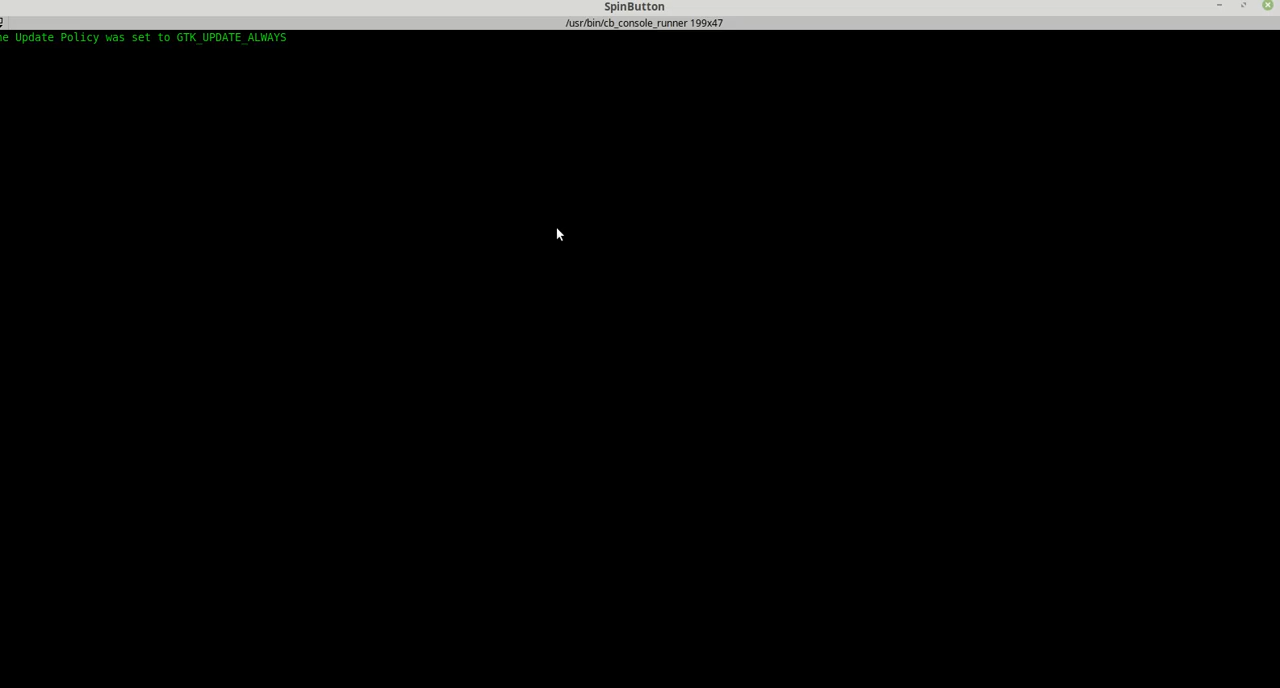 SpinButton
/usr/bin/cb_console_runner 199x47
e Update Policy was set to GTK_UPDATE_ALWAYS